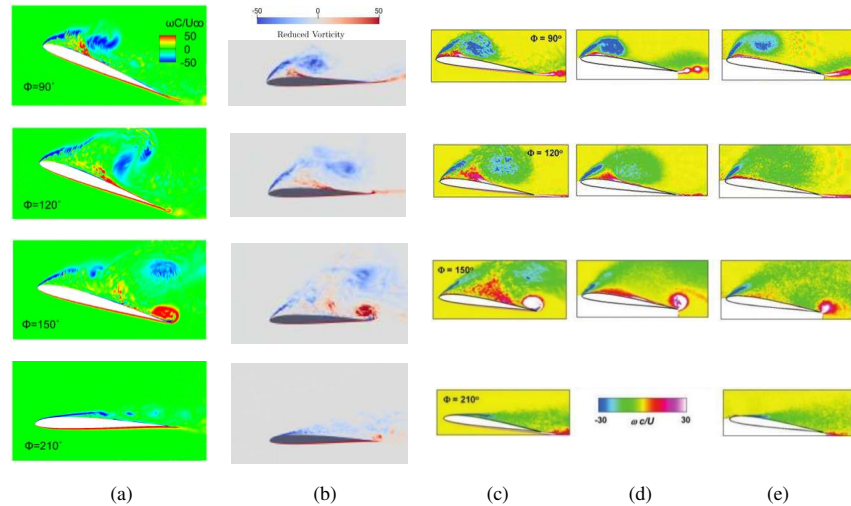 ωC/U∞
50
0
-50
Φ=90°
-50 0 50
Reduced Vorticity
Φ = 90°
Φ=120°
Φ = 120°
Φ=150°
Φ = 150°
Φ=210°
Φ = 210°
-30 30
ω c/U
(a) (b) (c) (d) (e)